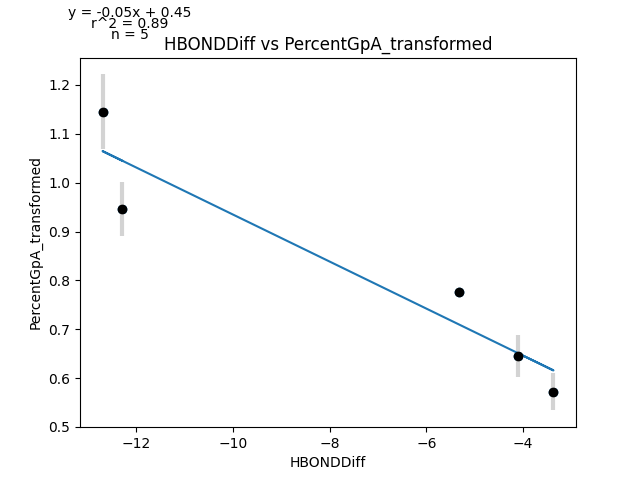 y = -0.05x + 0.45
r^2 = 0.89
n = 5
HBONDDiff vs PercentGpA_transformed
1.2
1.1
1.0
0.9
0.8
0.7
0.6
0.5
PercentGpA_transformed
−12
−10
−8
−6
−4
HBONDDiff